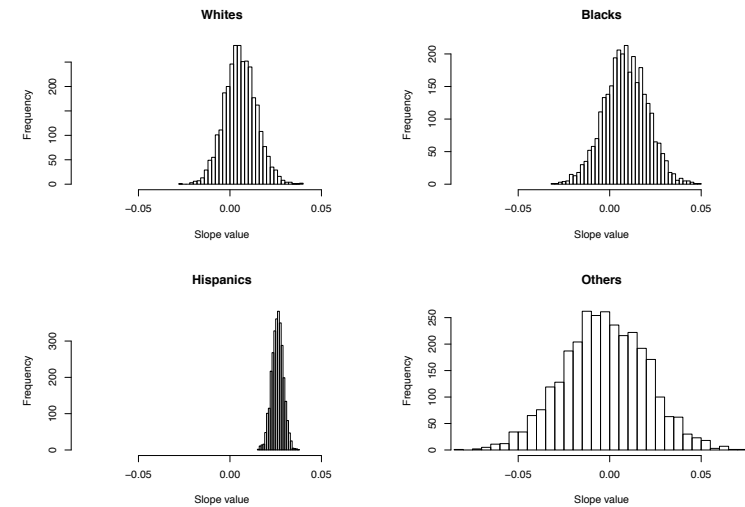 Whites
Frequency
0 50 100 200
−0.05 0.00 0.05
Slope value
Blacks
Frequency
0 50 100 150 200
−0.05 0.00 0.05
Slope value
Hispanics
Frequency
0 100 200 300
−0.05 0.00 0.05
Slope value
Others
Frequency
0 50 100 150 200 250
−0.05 0.00 0.05
Slope value